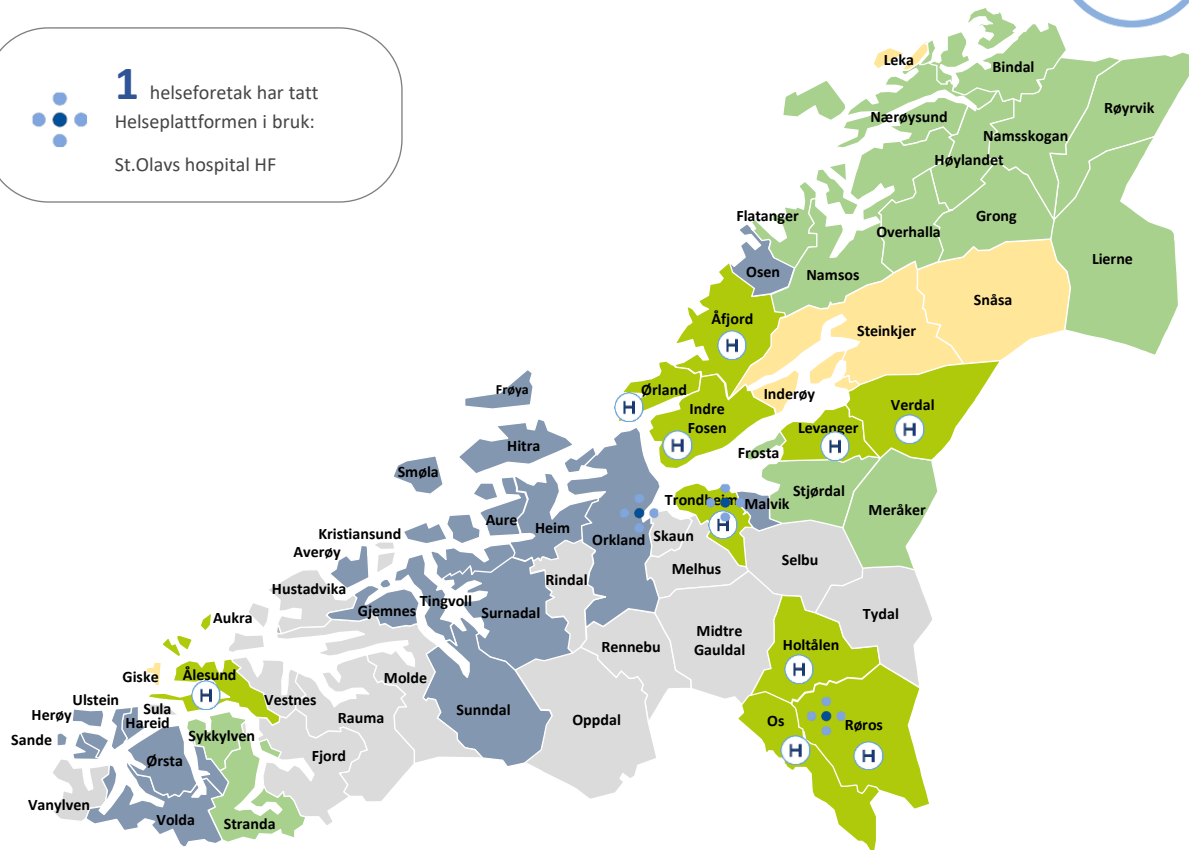 1 helseforetak har tatt
Helseplattformen i bruk:
St.Olavs hospital HF
Leka
Bindal
Røyrvik
Nærøysund
Namsskogan
Høylandet
Flatanger
Overhalla
Grong
Lierne
Osen
Namsos
Snåsa
Åfjord
Steinkjer
H
Frøya
Ørland
Inderøy
Verdal
H
Indre
Fosen
Levanger
H
Hitra
H
H
Frosta
Smøla
Stjørdal
Trondheim
Malvik
Meråker
Aure
Heim
H
Kristiansund
Orkland
Skaun
Averøy
Selbu
Melhus
Rindal
Hustadvika
Tingvoll
Gjemnes
Surnadal
Tydal
Aukra
Midtre
Gauldal
Rennebu
Holtålen
H
Giske
Ålesund
Molde
H
Ulstein
Vestnes
Sula
Herøy
Hareid
Rauma
Sunndal
Oppdal
Os
Røros
Sande
Sykkylven
H
H
Ørsta
Fjord
Vanylven
Volda
Stranda